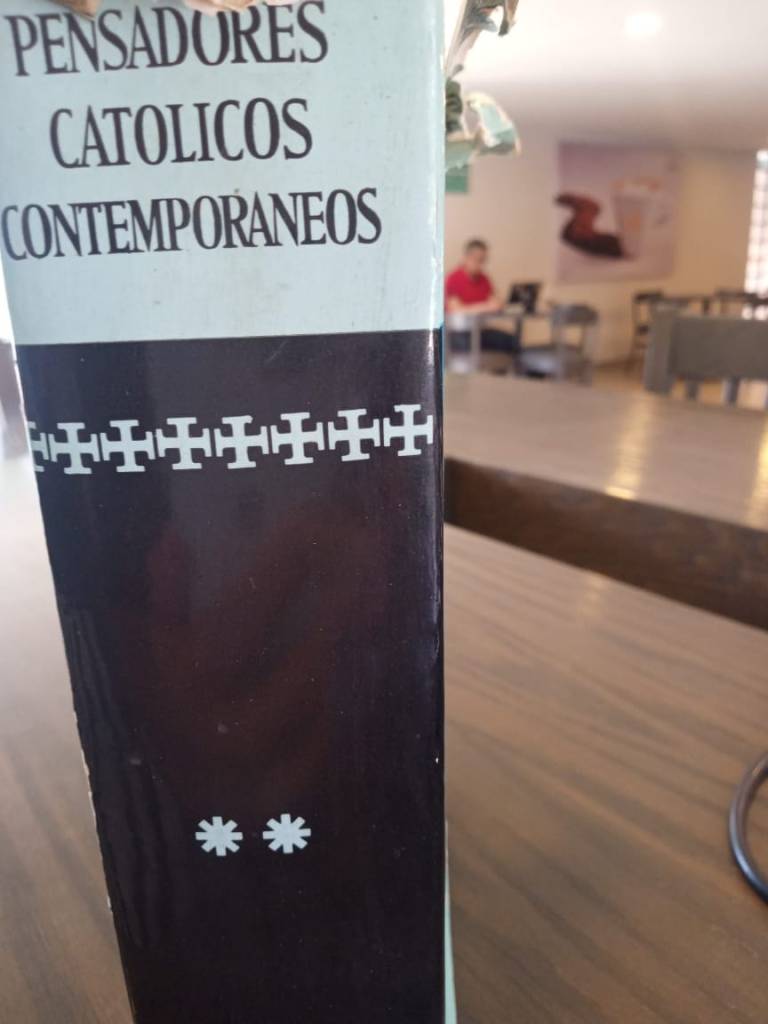 PENSADORES
CATOLICOS
CONTEMPORANEOS
* *